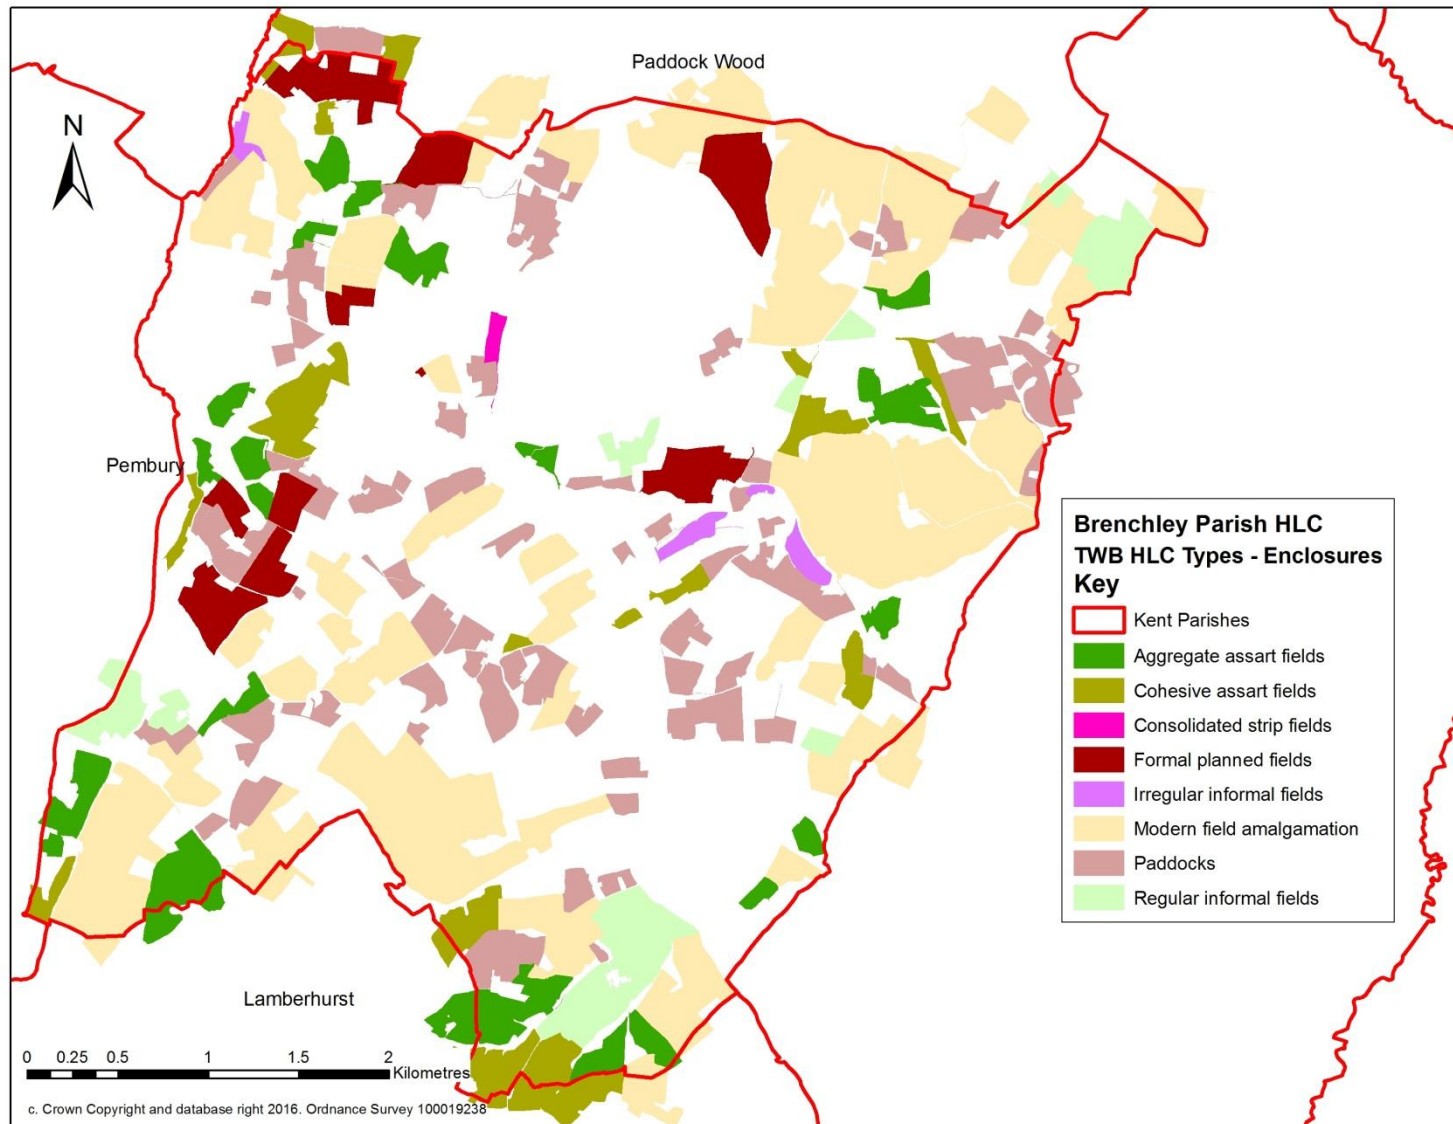 Paddock Wood
N
Pembury
Brenchley Parish HLC
TWB HLC Types - Enclosures
Key
Kent Parishes
Aggregate assart fields
Cohesive assart fields
Consolidated strip fields
Formal planned fields
Irregular informal fields
Modern field amalgamation
Paddocks
Regular informal fields
Lamberhurst
0 0.25 0.5 1 1.5 2
Kilometres
c. Crown Copyright and database right 2016. Ordnance Survey 100019238